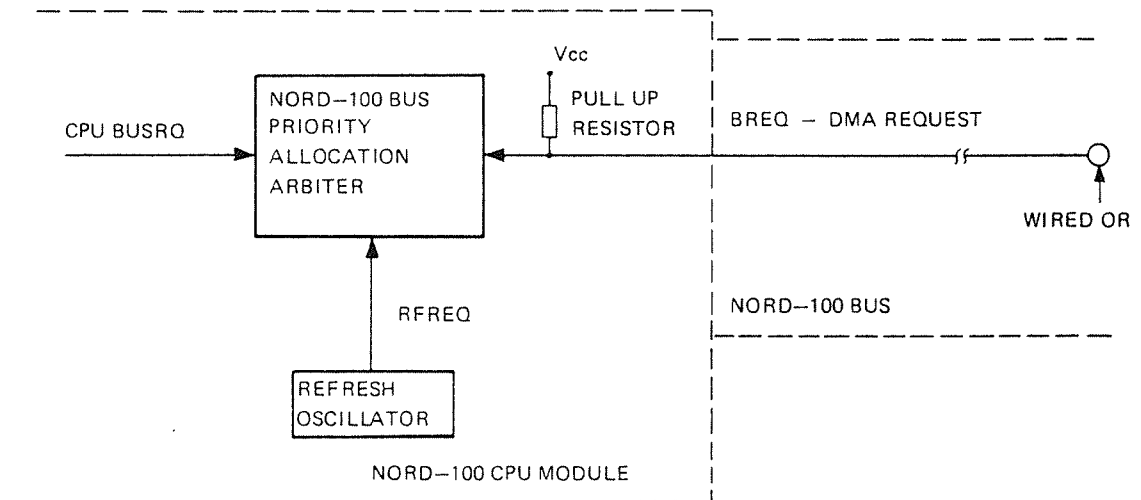 Vcc
NORD–100 BUS
PRIORITY
ALLOCATION
ARBITER
PULL UP
RESISTOR
CPU BUSRQ
BREQ – DMA REQUEST
WIRED OR
RFREQ
NORD–100 BUS
REFRESH
OSCILLATOR
NORD–100 CPU MODULE